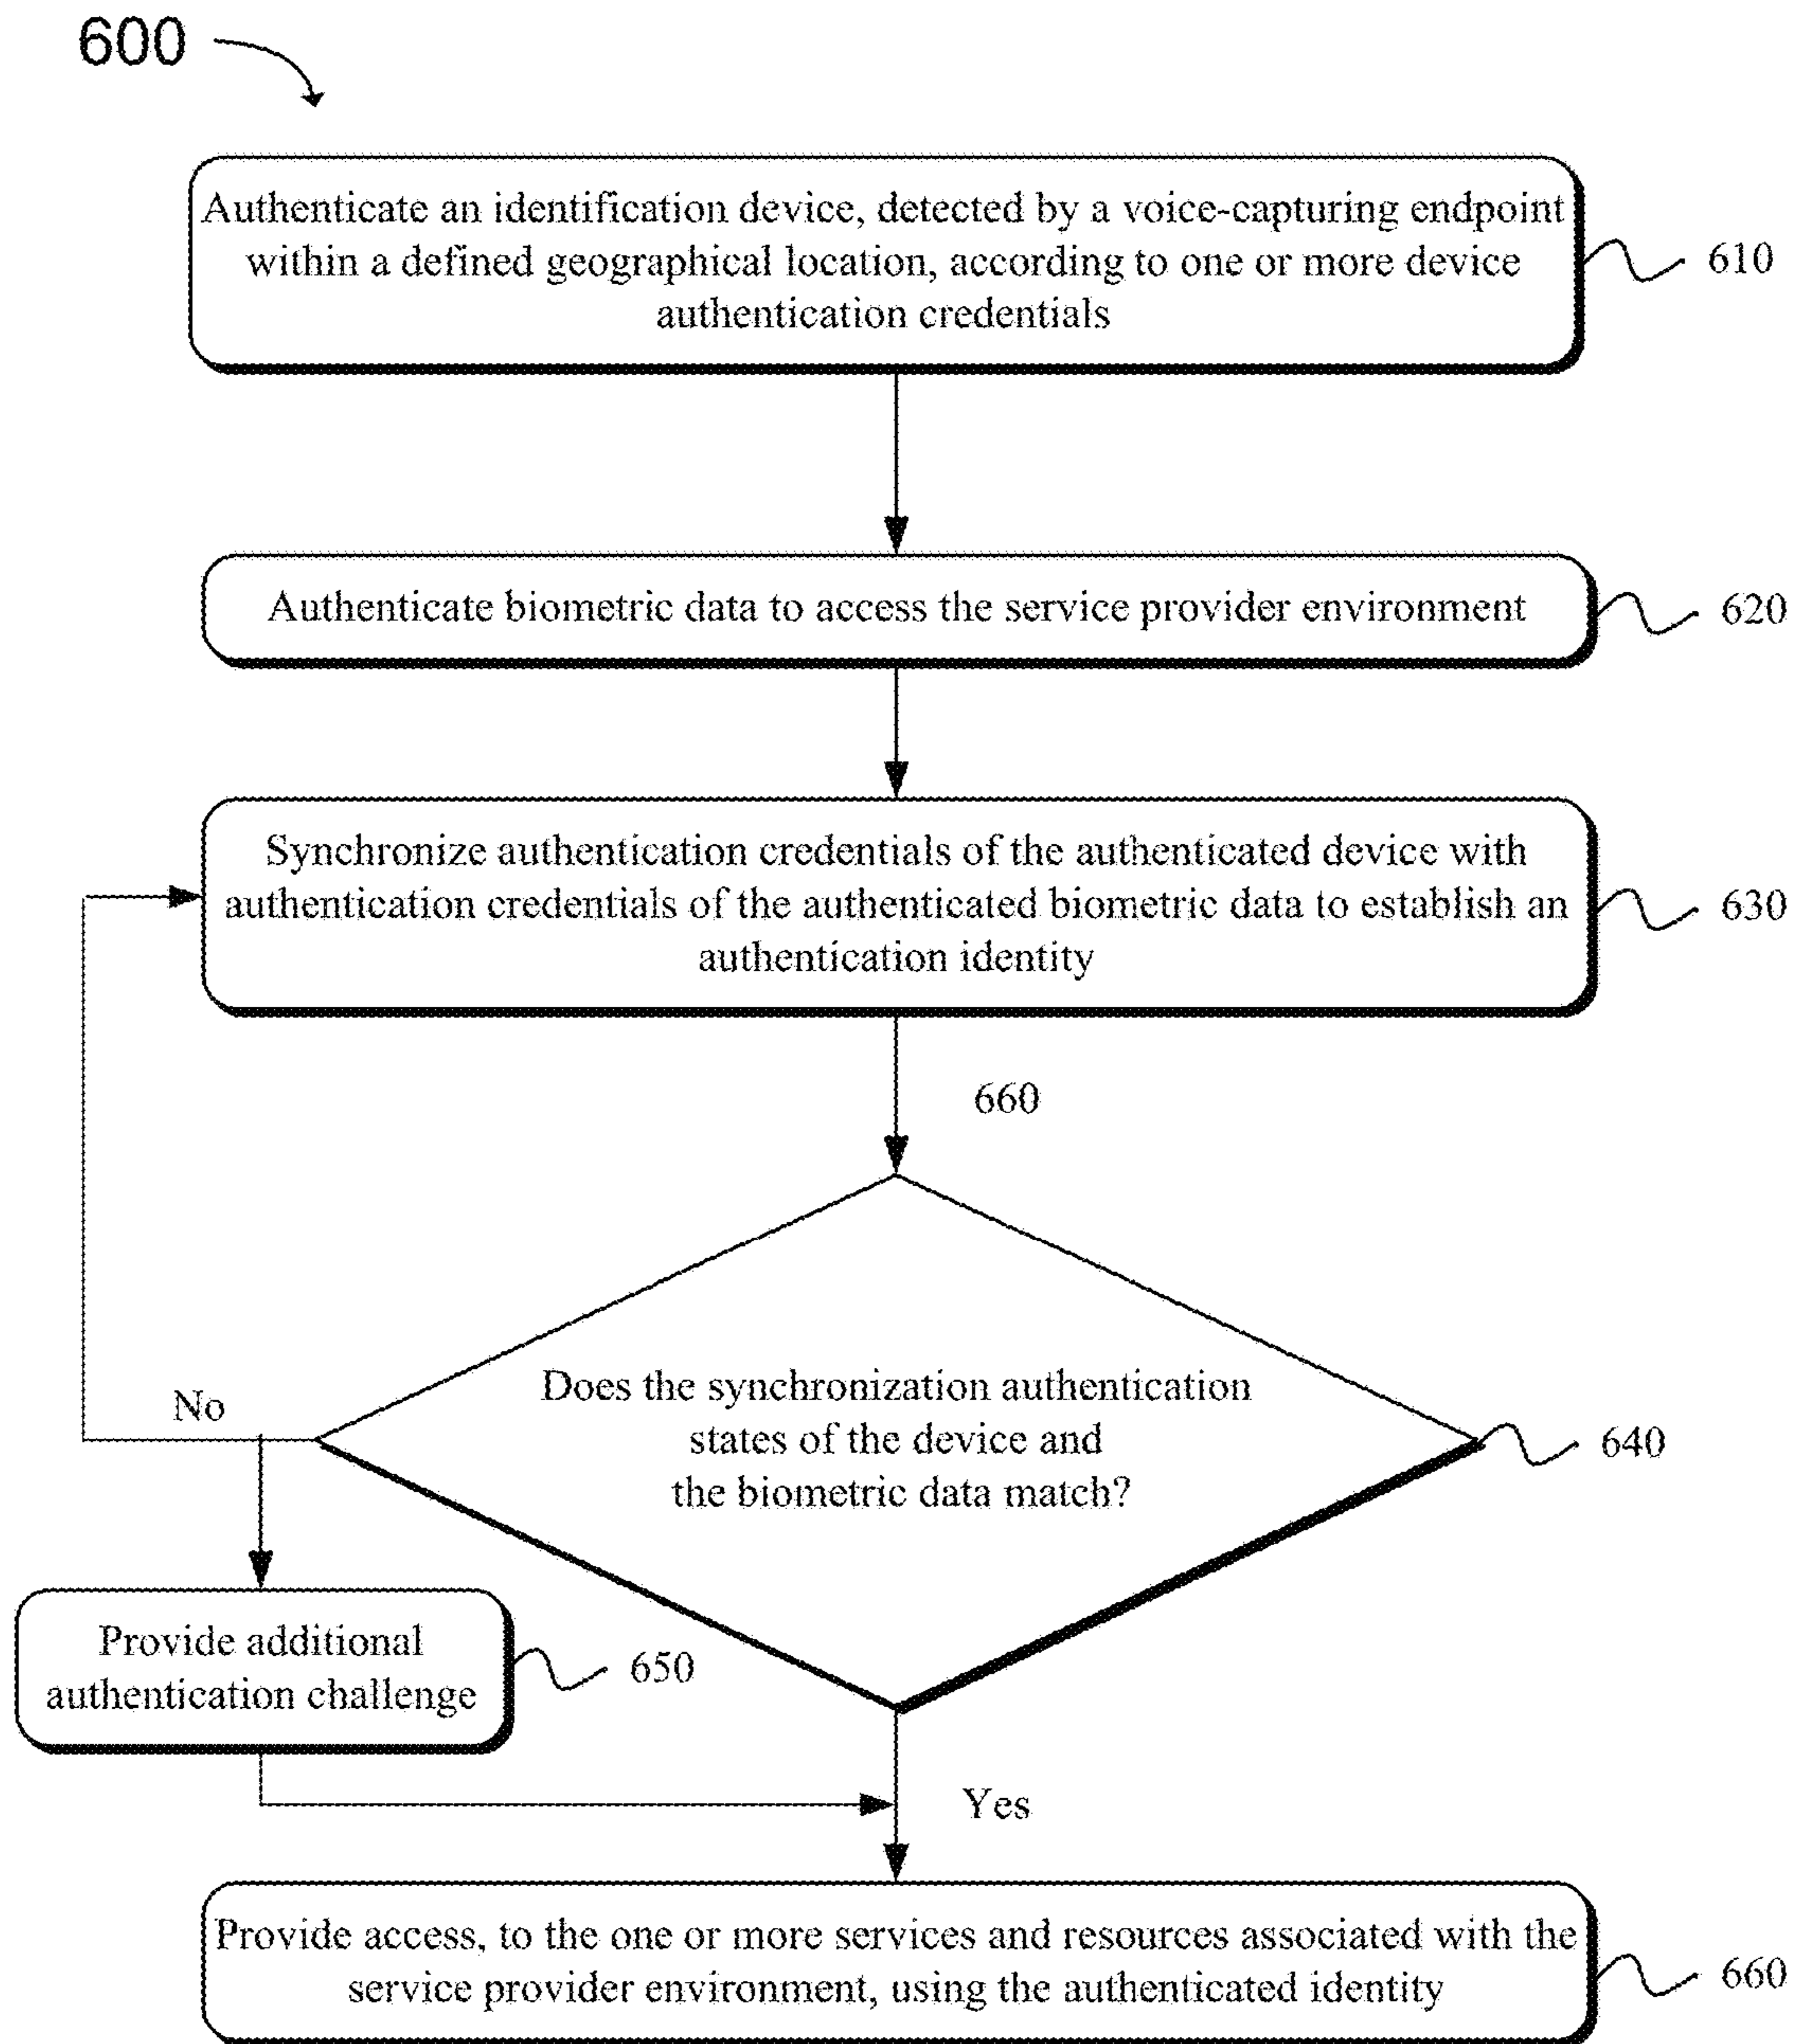 600
Authenticate an identification device, detected by a voice-capturing endpoint
within a defined geographical location, according to one or more device
authentication credentials
610
Authenticate biometric data to access the service provider environment
620
Synchronize authentication credentials of the authenticated device with
authentication credentials of the authenticated biometric data to establish an
authentication identity
630
660
No
Does the synchronization authentication
states of the device and
the biometric data match?
640
Provide additional
authentication challenge
650
Yes
Provide access, to the one or more services and resources associated with the
service provider environment, using the authenticated identity
660